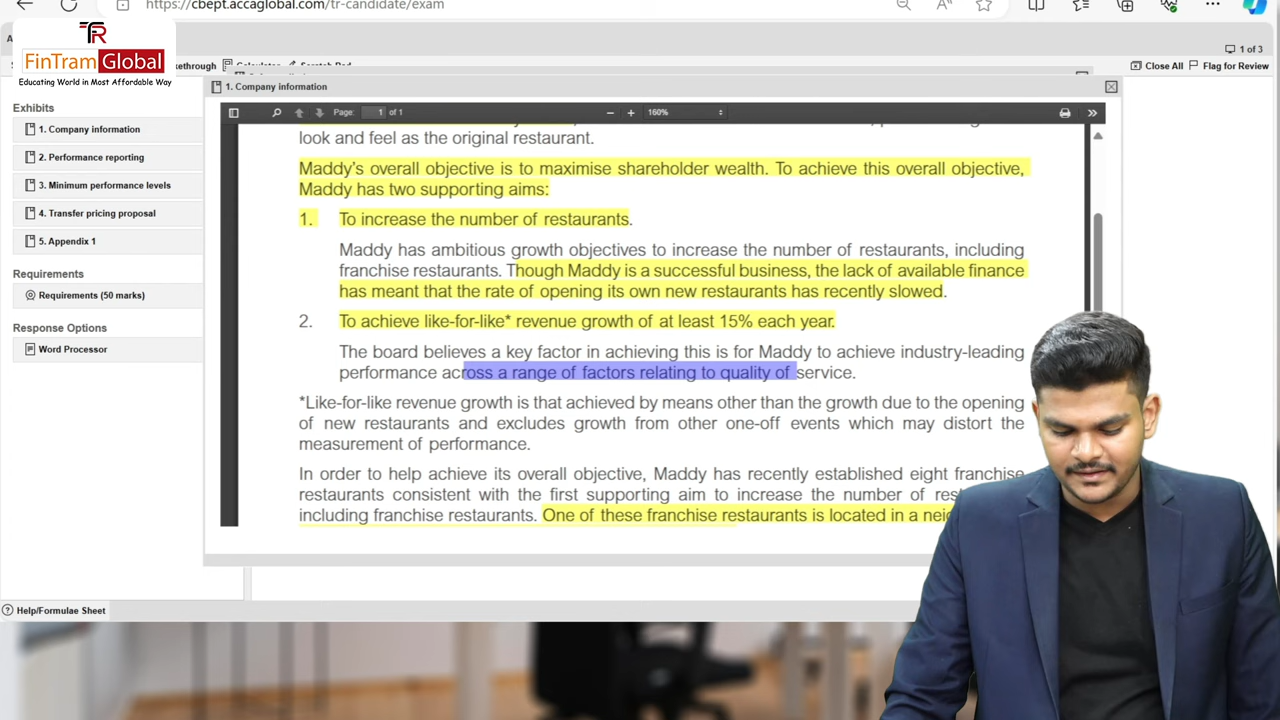 https://cbept.accaglobal.com/tr-candidate/exam
FinTram Global
Educating World in Most Affordable Way
1 of 3
Close All
Flag for Review
Exhibits
1. Company information
2. Performance reporting
3. Minimum performance levels
4. Transfer pricing proposal
5. Appendix 1
Requirements
Requirements (50 marks)
Response Options
Word Processor
Help/Formulae Sheet
1. Company information
Page: 1 of 1
160%
look and feel as the original restaurant.
Maddy's overall objective is to maximise shareholder wealth. To achieve this overall objective,
Maddy has two supporting aims:
1. To increase the number of restaurants.
Maddy has ambitious growth objectives to increase the number of restaurants, including
franchise restaurants. Though Maddy is a successful business, the lack of available finance
has meant that the rate of opening its own new restaurants has recently slowed.
2. To achieve like-for-like* revenue growth of at least 15% each year.
The board believes a key factor in achieving this is for Maddy to achieve industry-leading
performance across a range of factors relating to quality of service.
*Like-for-like revenue growth is that achieved by means other than the growth due to the opening
of new restaurants and excludes growth from other one-off events which may distort the
measurement of performance.
In order to help achieve its overall objective, Maddy has recently established eight franchise
restaurants consistent with the first supporting aim to increase the number of
including franchise restaurants. One of these franchise restaurants is located in a